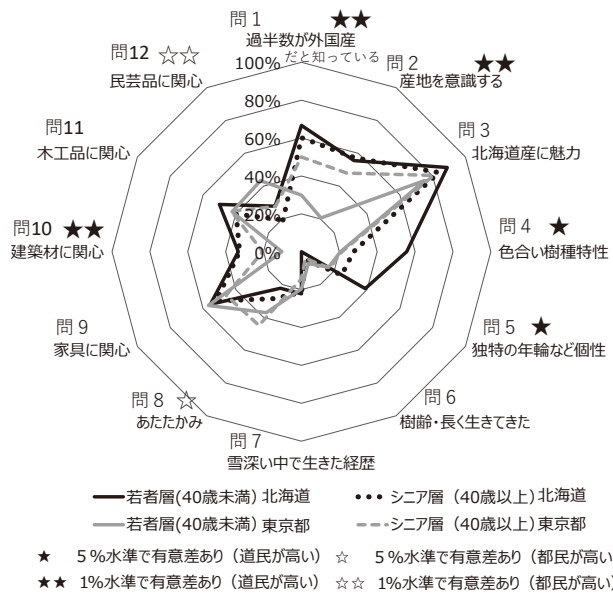 問1 ★★
過半数が外国産
だと知っている
問2 ★★
産地を意識する
問3
北海道産に魅力
問4 ★
色合い樹種特性
問5 ★
独特の年輪など個性
問6
樹齢・長く生きてきた
問7
雪深い中で生きた経歴
問8 ☆
あたたかみ
問9
家具に関心
問10 ★★
建築材に関心
問11
木工品に関心
問12 ☆☆
民芸品に関心
100%
80%
60%
40%
20%
0%
若者層(40歳未満) 北海道
シニア層（40歳以上）北海道
若者層(40歳未満) 東京都
シニア層（40歳以上）東京都
★ 5%水準で有意差あり（道民が高い） ☆ 5%水準で有意差あり（都民が高い）
★★ 1%水準で有意差あり（道民が高い） ☆☆ 1%水準で有意差あり（都民が高い）